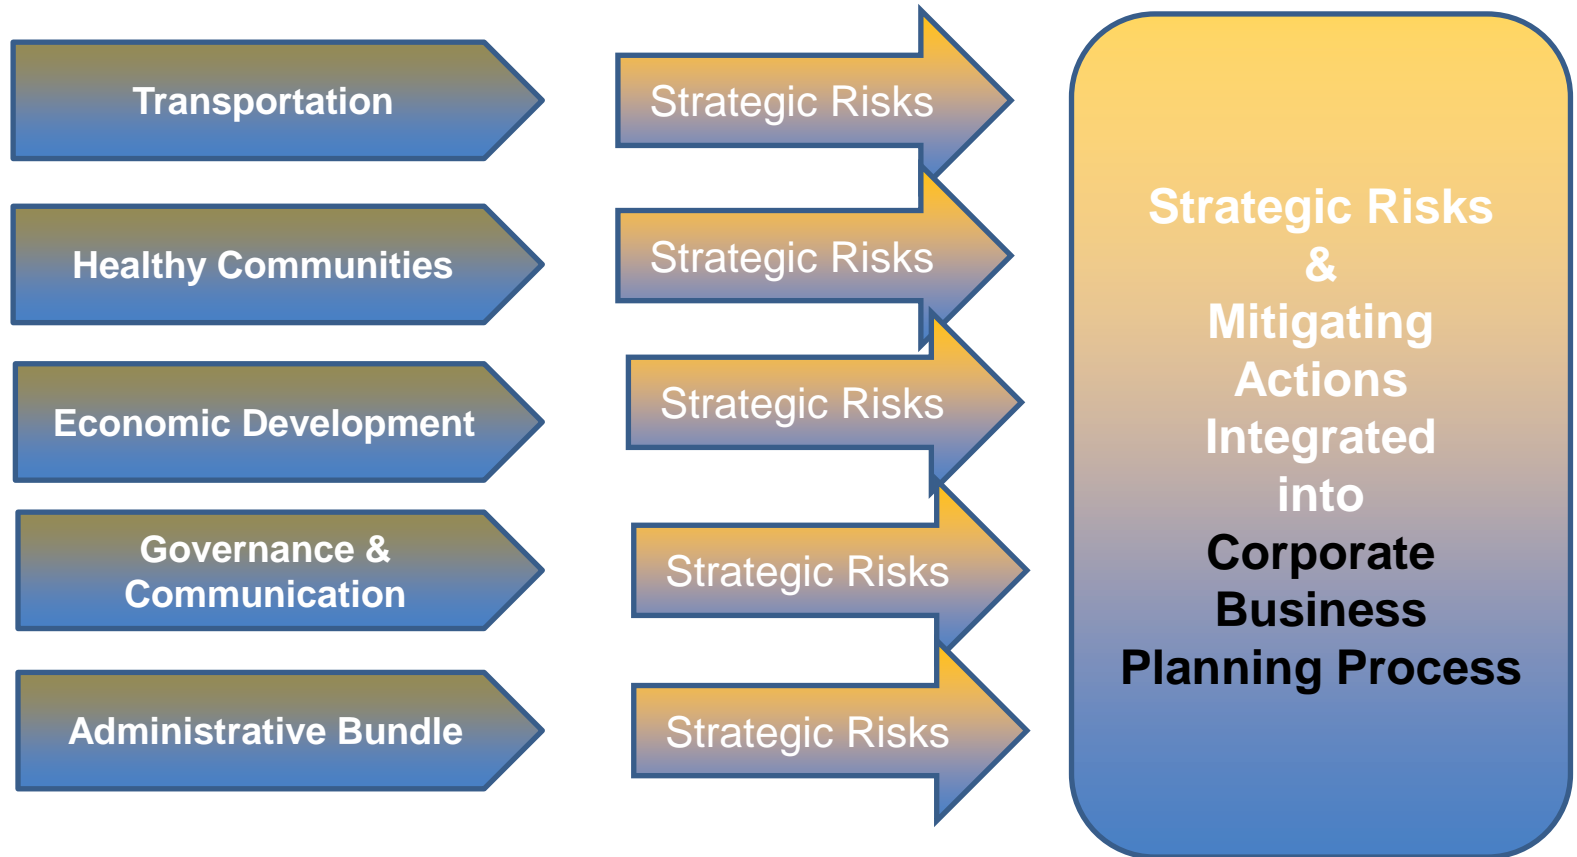 Transportation
Strategic Risks
Healthy Communities
Strategic Risks
Economic Development
Strategic Risks
Governance &
Communication
Strategic Risks
Administrative Bundle
Strategic Risks
Strategic Risks
&
Mitigating
Actions
Integrated
into
Corporate
Business
Planning Process